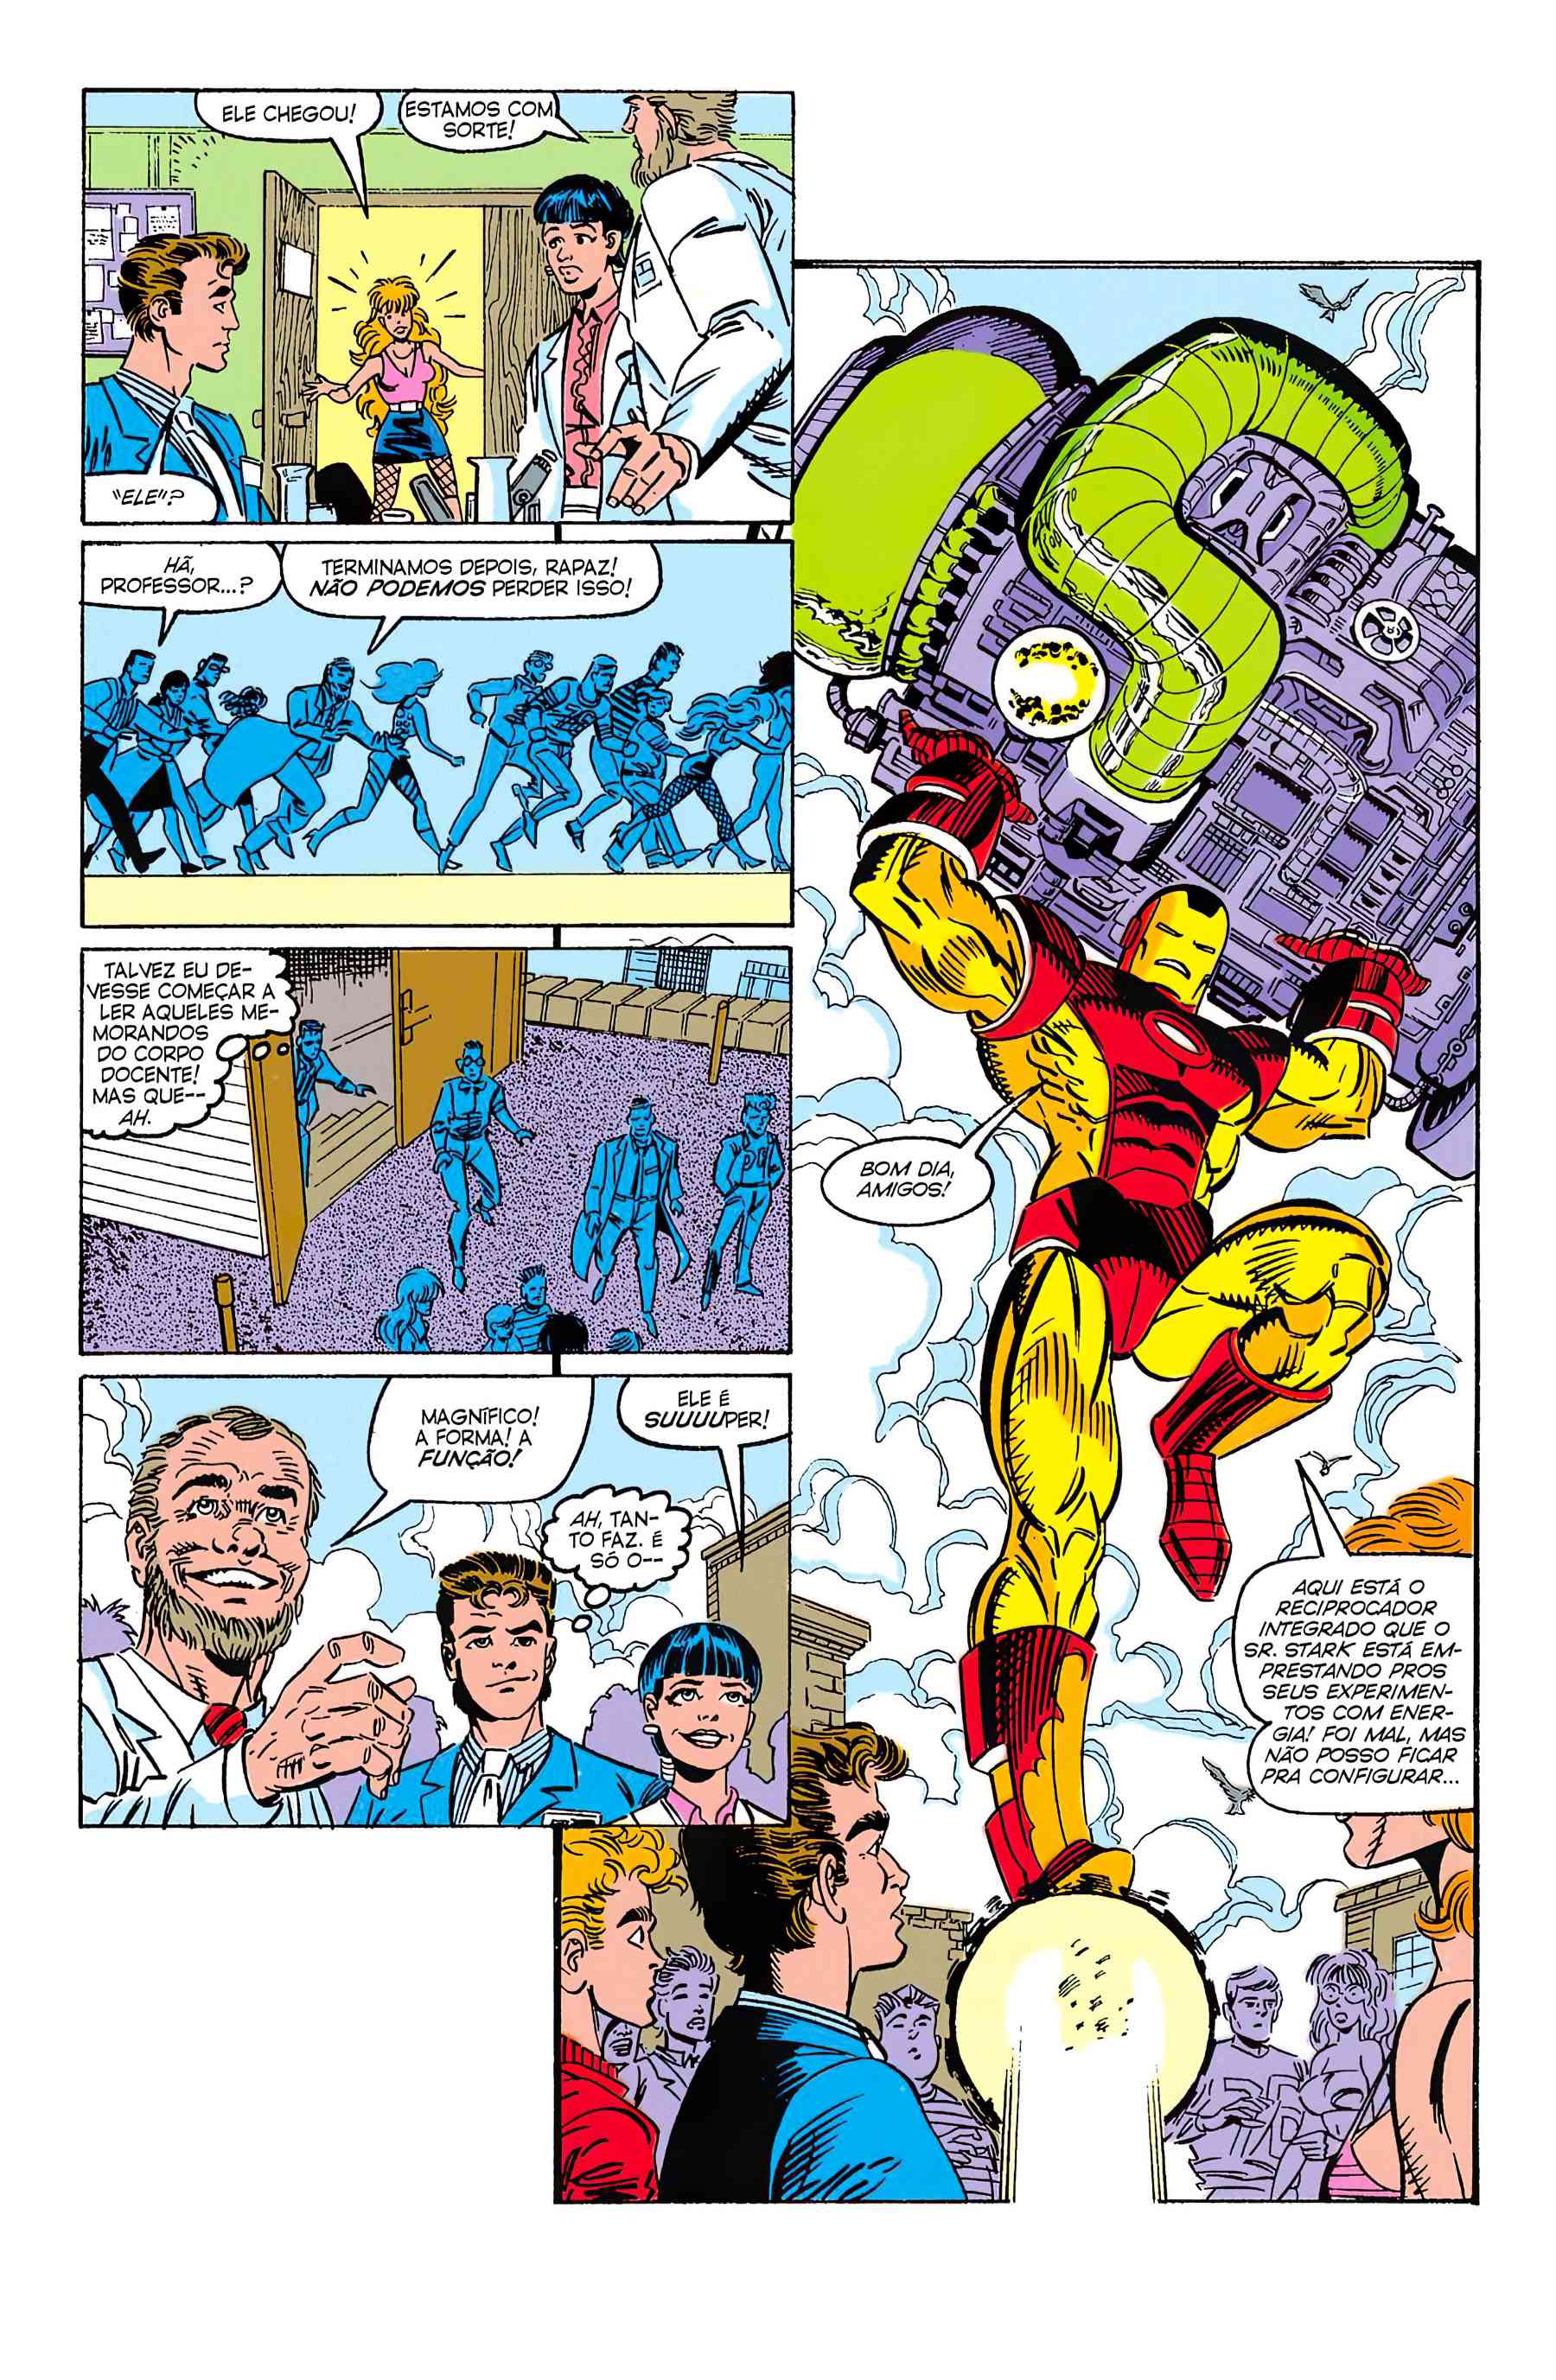 ELE CHEGOU!
ESTAMOS COM
SORTE!
"ELE"?
HÃ,
PROFESSOR...?
TERMINAMOS DEPOIS, RAPAZ!
NÃO PODEMOS PERDER ISSO!
TALVEZ EU DE-
VESSE COMEÇAR A
LER AQUELES ME-
MORANDOS
DO CORPO
DOCENTE!
MAS QUE--
AH.
MAGNÍFICO!
A FORMA! A
FUNÇÃO!
AH, TAN-
TO FAZ. É
SÓ O--
ELE É
SUUUUPER!
BOM DIA,
AMIGOS!
AQUI ESTÁ O
RECIPROCADOR
INTEGRADO QUE O
SR. STARK ESTÁ EM-
PRESTANDO PROS
SEUS EXPERIMEN-
TOS COM ENER-
GIA! FOI MAL, MAS
NÃO POSSO FICAR
PRA CONFIGURAR...